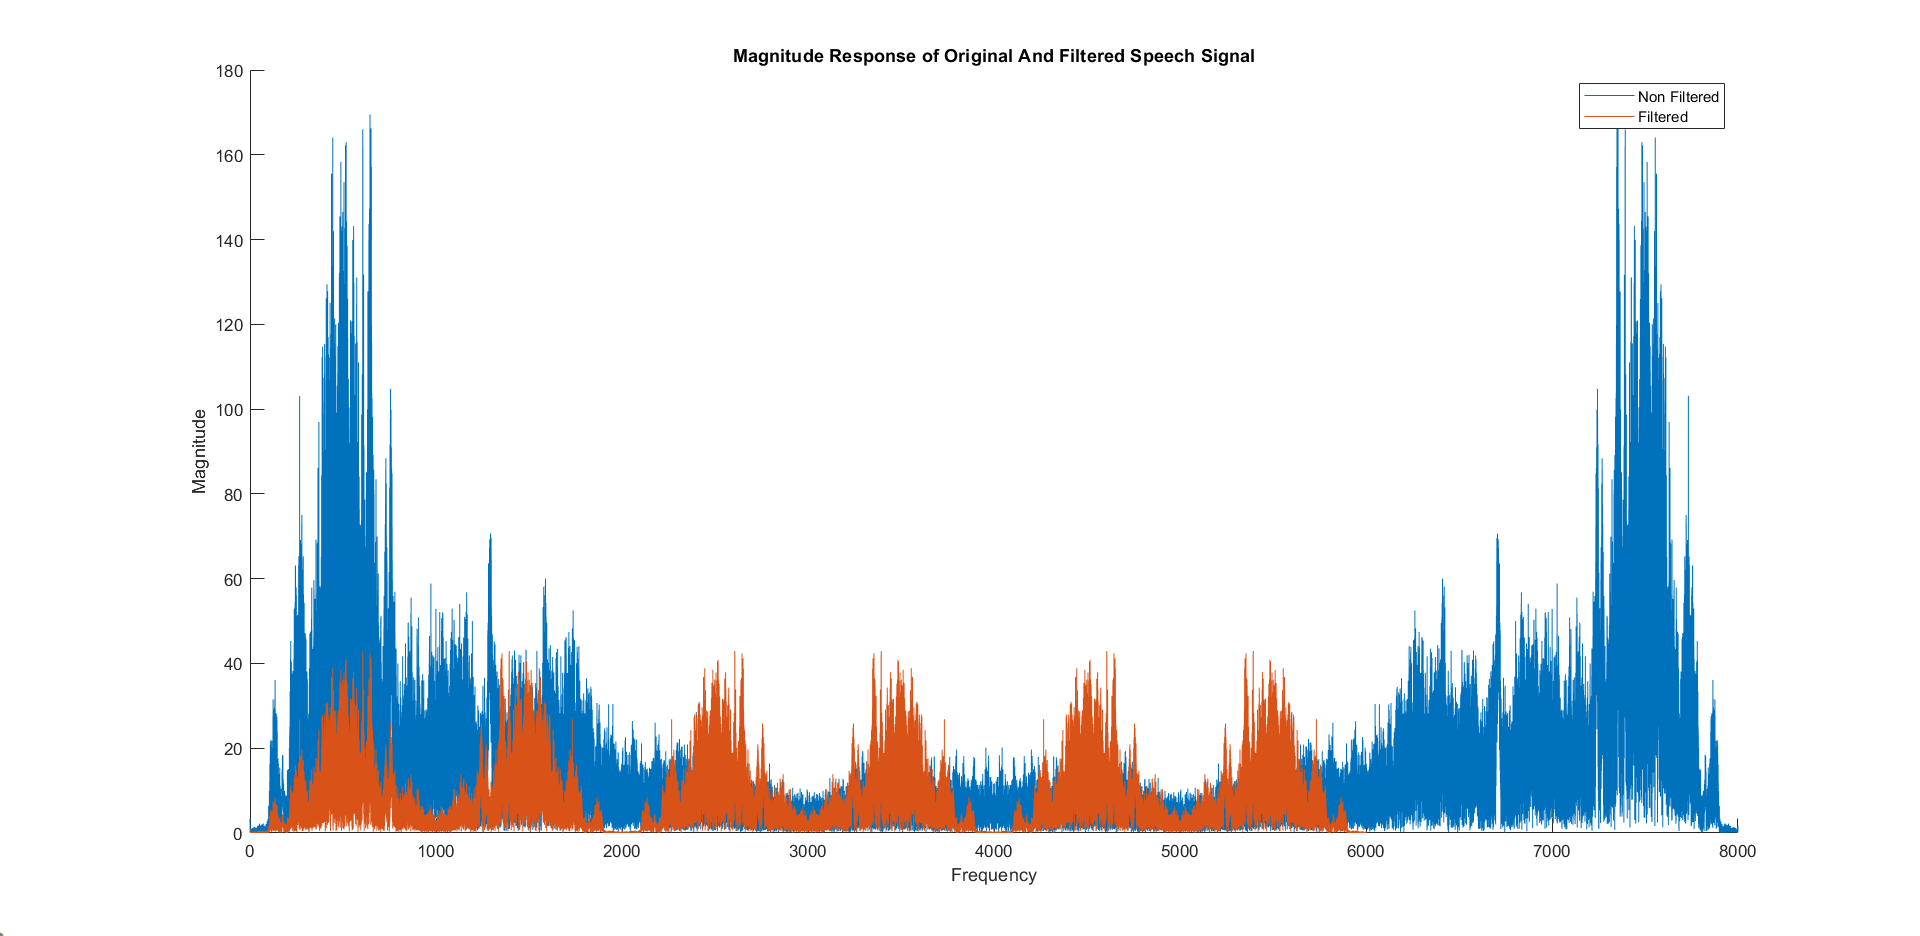 Magnitude Response of Original And Filtered Speech Signal
180
160
140
120
100
80
60
40
20
0
Magnitude
Non Filtered
Filtered
0 1000 2000 3000 4000 5000 6000 7000 8000
Frequency